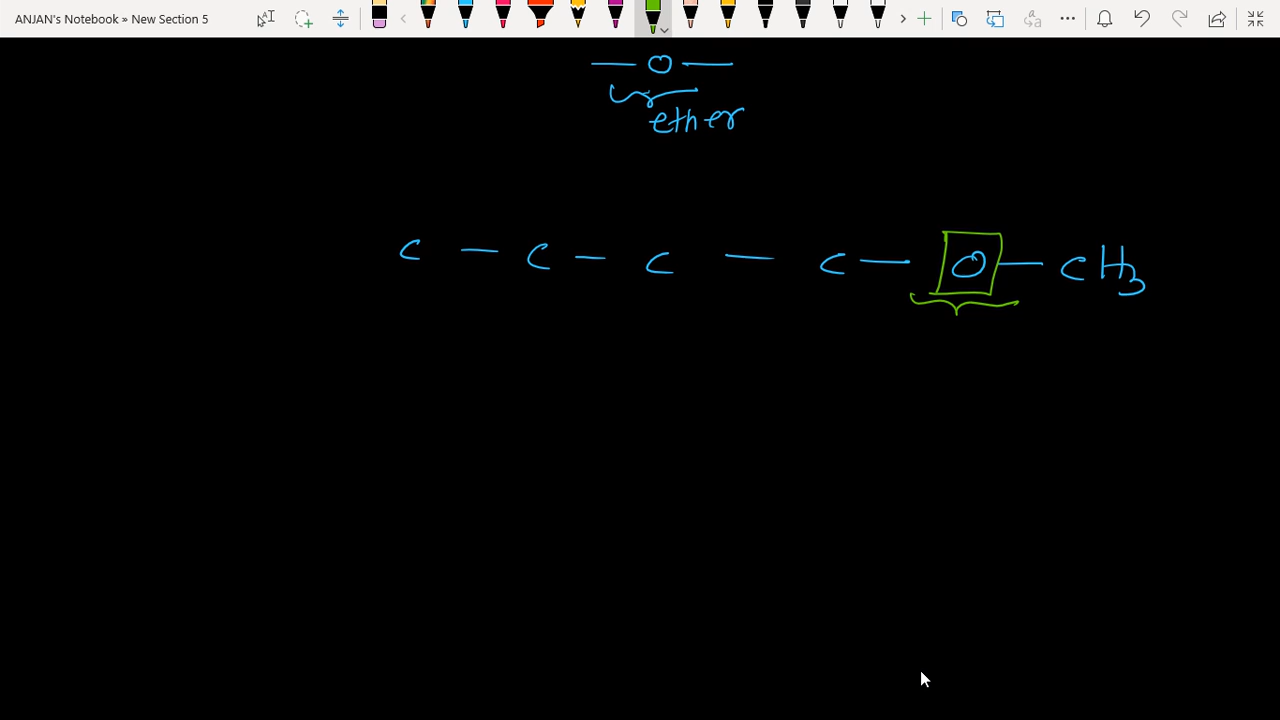 ANJAN's Notebook » New Section 5
— O —
ether
C — C — C — C — O — CH3